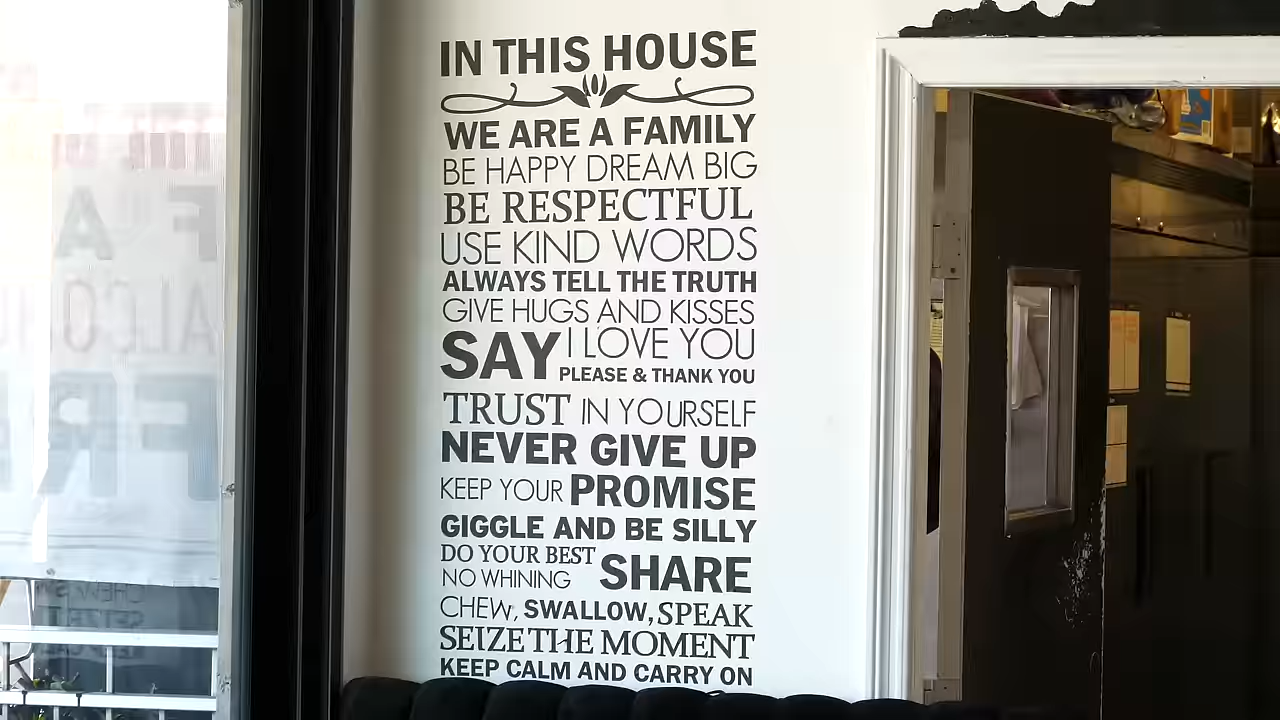 IN THIS HOUSE
WE ARE A FAMILY
BE HAPPY DREAM BIG
BE RESPECTFUL
USE KIND WORDS
ALWAYS TELL THE TRUTH
GIVE HUGS AND KISSES
SAY I LOVE YOU
PLEASE & THANK YOU
TRUST IN YOURSELF
NEVER GIVE UP
KEEP YOUR PROMISE
GIGGLE AND BE SILLY
DO YOUR BEST
NO WHINING SHARE
CHEW, SWALLOW, SPEAK
SEIZE THE MOMENT
KEEP CALM AND CARRY ON